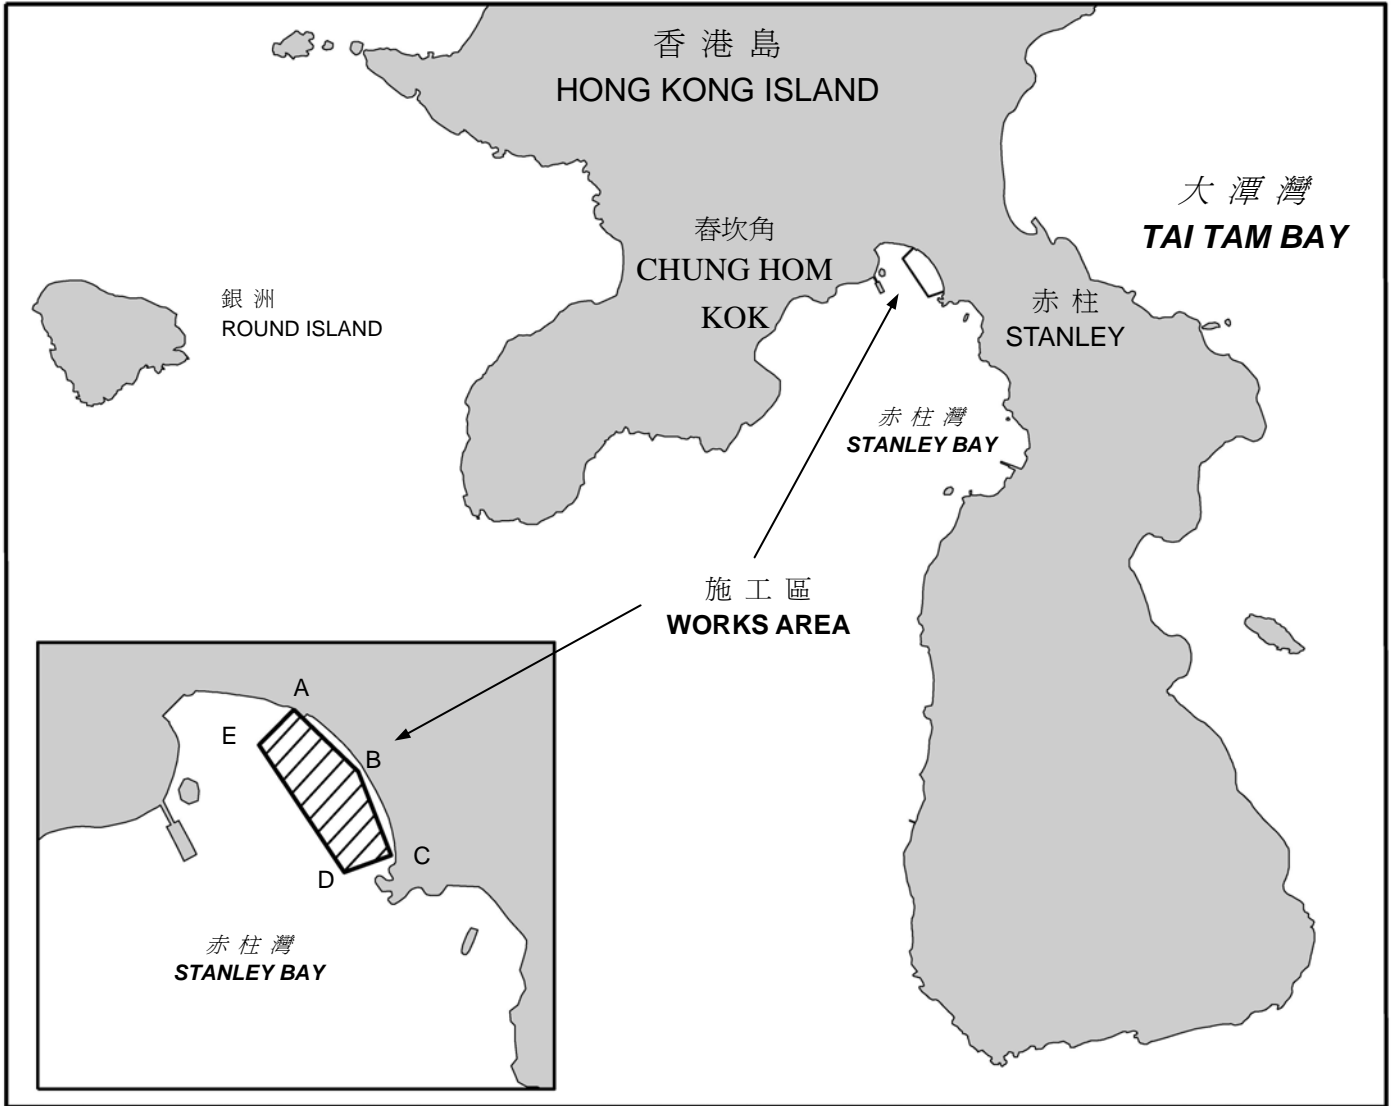 香港島
HONG KONG ISLAND
大潭灣
TAI TAM BAY
舂坎角
CHUNG HOM
KOK
銀洲
ROUND ISLAND
赤柱
STANLEY
赤柱灣
STANLEY BAY
施工區
WORKS AREA
A
E
B
C
D
赤柱灣
STANLEY BAY